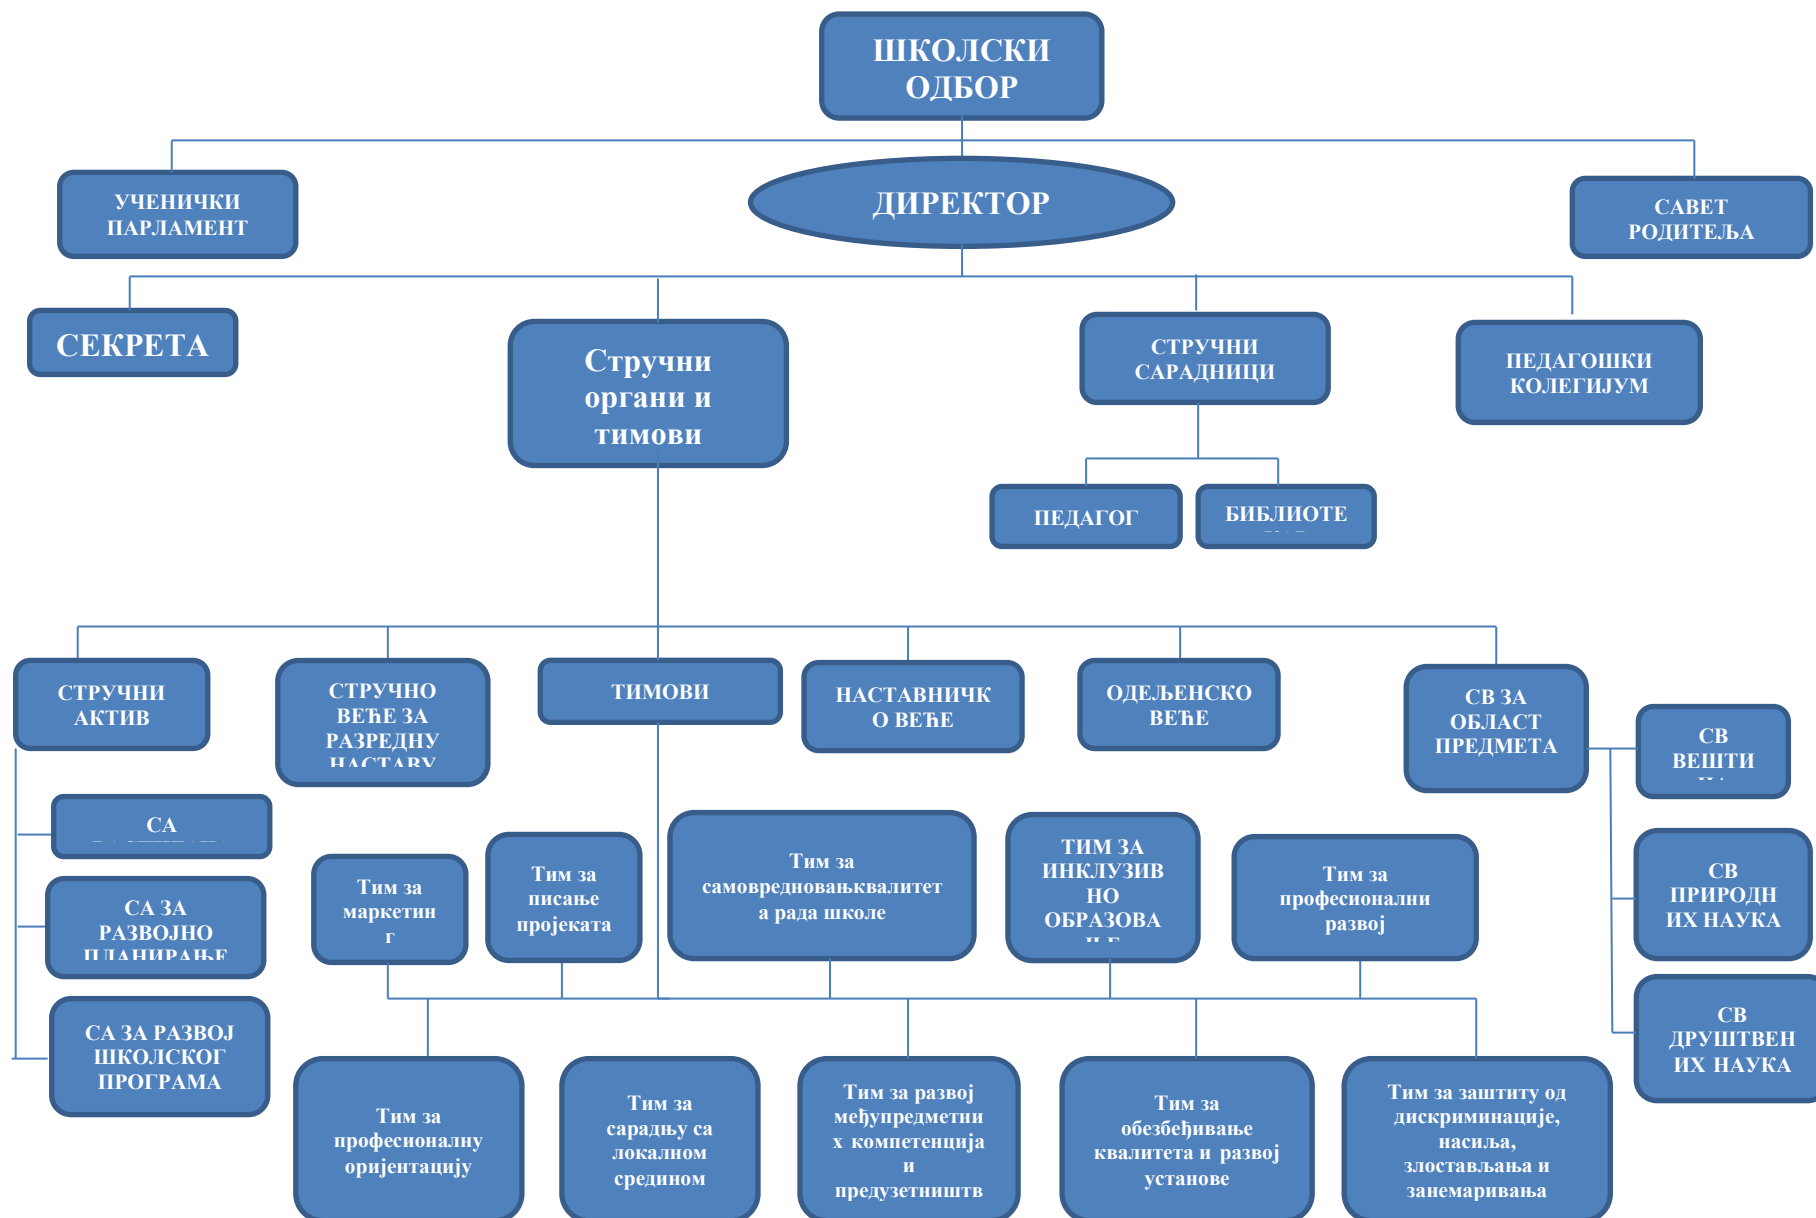 ШКОЛСКИ
ОДБОР
УЧЕНИЧКИ
ПАРЛАМЕНТ
ДИРЕКТОР
САВЕТ
РОДИТЕЉА
СЕКРЕТА
Стручни
органи и
тимови
СТРУЧНИ
САРАДНИЦИ
ПЕДАГОШКИ
КОЛЕГИЈУМ
ПЕДАГОГ
БИБЛИОТЕ
СТРУЧНИ
АКТИВ
СТРУЧНО
ВЕЋЕ ЗА
РАЗРЕДНУ
НАСТАВУ
ТИМОВИ
НАСТАВНИЧК
О ВЕЋЕ
ОДЕЉЕНСКО
ВЕЋЕ
СВ ЗА
ОБЛАСТ
ПРЕДМЕТА
СВ
ВЕШТИ
СА
СА ЗА
РАЗВОЈНО
ПЛАНИРАЊЕ
СА ЗА РАЗВОЈ
ШКОЛСКОГ
ПРОГРАМА
Тим за
маркетин
г
Тим за
писање
пројеката
Тим за
самовредновањквалитет
а рада школе
ТИМ ЗА
ИНКЛУЗИВ
НО
ОБРАЗОВА
Тим за
професионални
развој
СВ
ПРИРОДН
ИХ НАУКА
СВ
ДРУШТВЕН
ИХ НАУКА
Тим за
професионалну
оријентацију
Тим за
сарадњу са
локалном
средином
Тим за развој
међупредметни
х компетенција
и
предузетништв
Тим за
обезбеђивање
квалитета и развој
установе
Тим за заштиту од
дискриминације,
насиља,
злостављања и
занемаривања